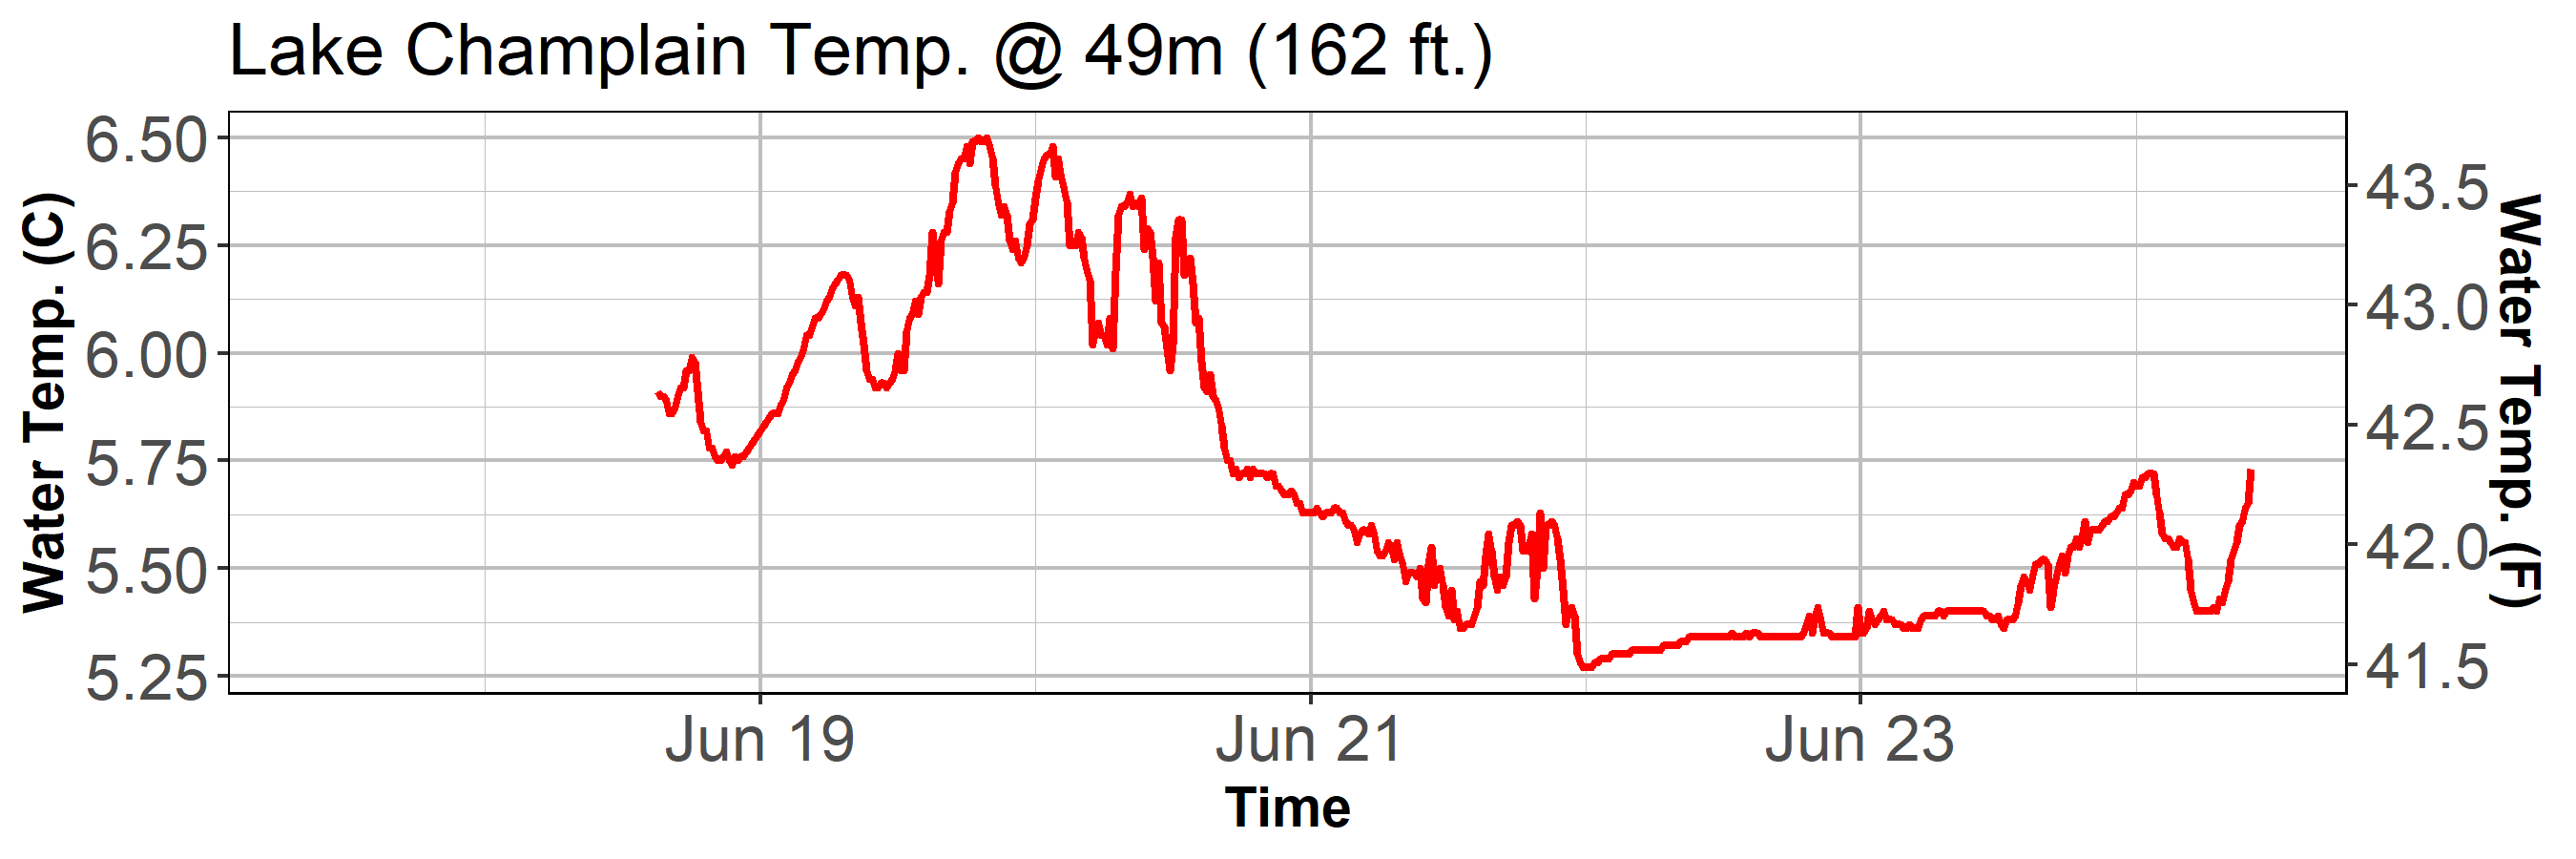 Lake Champlain Temp. @ 49m (162 ft.)
Water Temp. (C)
6.50
6.25
6.00
5.75
5.50
5.25
43.5
43.0
42.5
42.0
41.5
Water Temp. (F)
Jun 19
Jun 21
Jun 23
Time